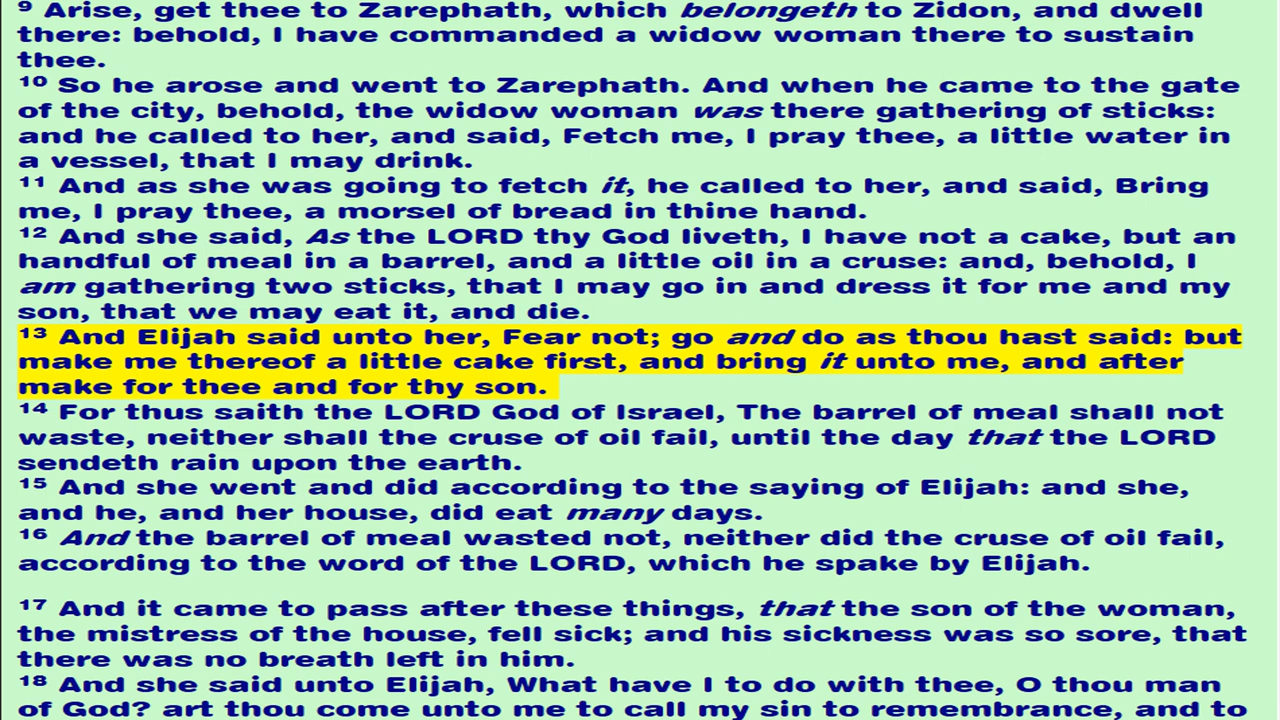 9 Arise, get thee to Zarephath, which belongeth to Zidon, and dwell
there: behold, I have commanded a widow woman there to sustain
thee.
10 So he arose and went to Zarephath. And when he came to the gate
of the city, behold, the widow woman was there gathering of sticks:
and he called to her, and said, Fetch me, I pray thee, a little water in
a vessel, that I may drink.
11 And as she was going to fetch it, he called to her, and said, Bring
me, I pray thee, a morsel of bread in thine hand.
12 And she said, As the LORD thy God liveth, I have not a cake, but an
handful of meal in a barrel, and a little oil in a cruse: and, behold, I
am gathering two sticks, that I may go in and dress it for me and my
son, that we may eat it, and die.
13 And Elijah said unto her, Fear not; go and do as thou hast said: but
make me thereof a little cake first, and bring it unto me, and after
make for thee and for thy son.
14 For thus saith the LORD God of Israel, The barrel of meal shall not
waste, neither shall the cruse of oil fail, until the day that the LORD
sendeth rain upon the earth.
15 And she went and did according to the saying of Elijah: and she,
and he, and her house, did eat many days.
16 And the barrel of meal wasted not, neither did the cruse of oil fail,
according to the word of the LORD, which he spake by Elijah.
17 And it came to pass after these things, that the son of the woman,
the mistress of the house, fell sick; and his sickness was so sore, that
there was no breath left in him.
18 And she said unto Elijah, What have I to do with thee, O thou man
of God? art thou come unto me to call my sin to remembrance, and to